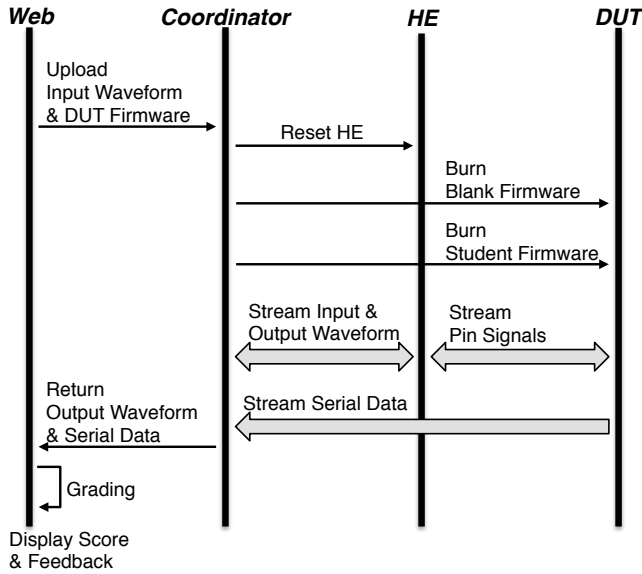 Web
Coordinator
HE
DUT
Upload
Input Waveform
& DUT Firmware
Reset HE
Burn
Blank Firmware
Burn
Student Firmware
Stream Input &
Output Waveform
Stream
Pin Signals
Return
Output Waveform
& Serial Data
Stream Serial Data
Grading
Display Score
& Feedback